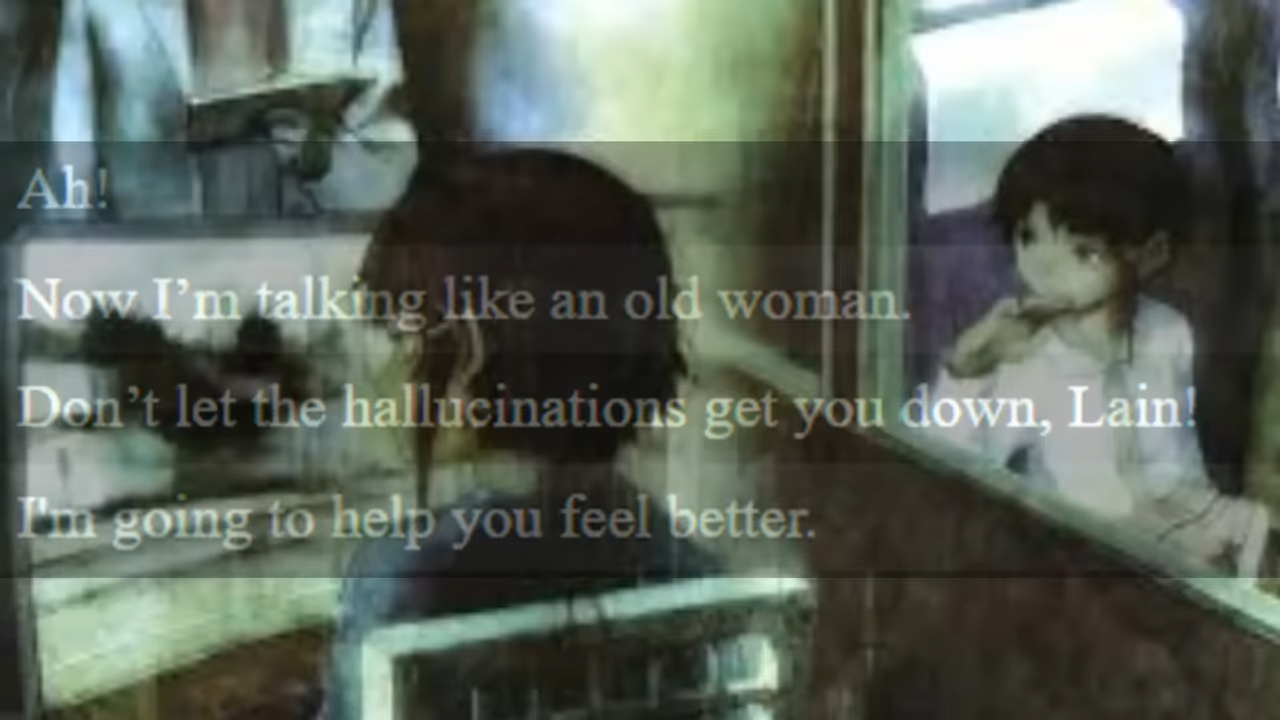 Ah!
Now I’m talking like an old woman.
Don’t let the hallucinations get you down, Lain!
I'm going to help you feel better.